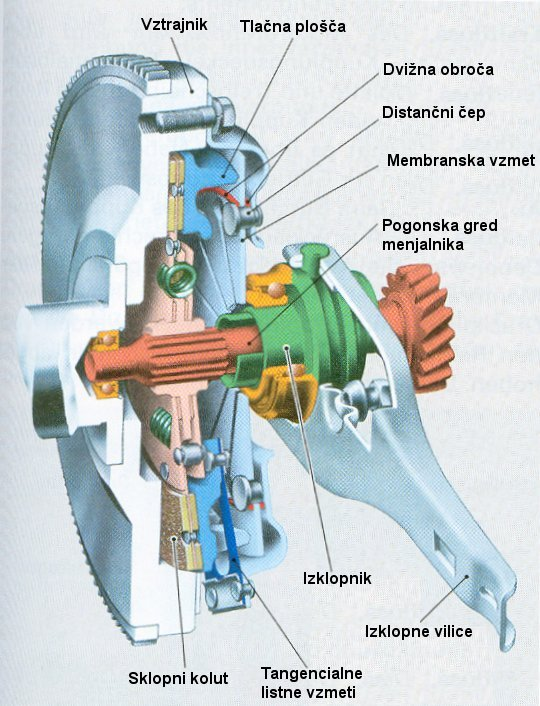 Vztrajnik
Tlačna plošča
Dvižna obroča
Distančni čep
Membranska vzmet
Pogonska gred
menjalnika
Izklopnik
Izklopne vilice
Sklopni kolut
Tangencialne
listne vzmeti